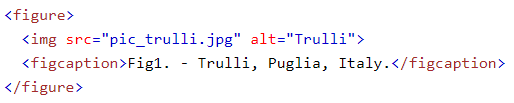 <figure>
<img src="pic_trulli.jpg" alt="Trulli">
<figcaption>Fig1. - Trulli, Puglia, Italy.</figcaption>
</figure>